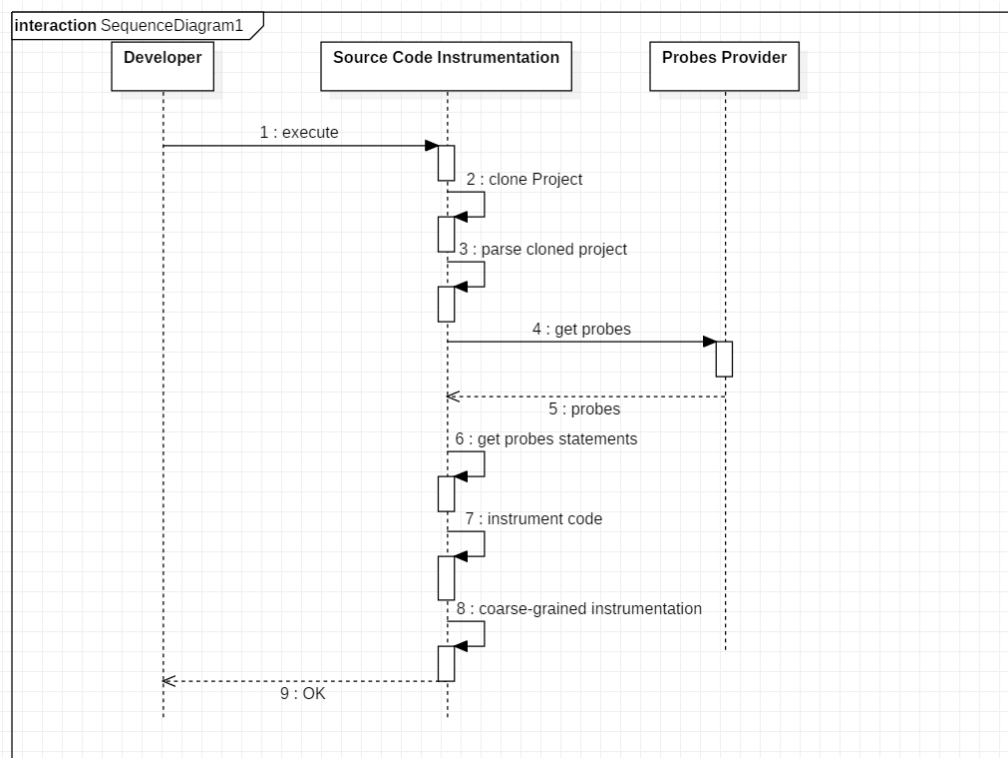 interaction SequenceDiagram1
Developer
Source Code Instrumentation
Probes Provider
1 : execute
2 : clone Project
3 : parse cloned project
4 : get probes
5 : probes
6 : get probes statements
7 : instrument code
8 : coarse-grained instrumentation
9 : OK